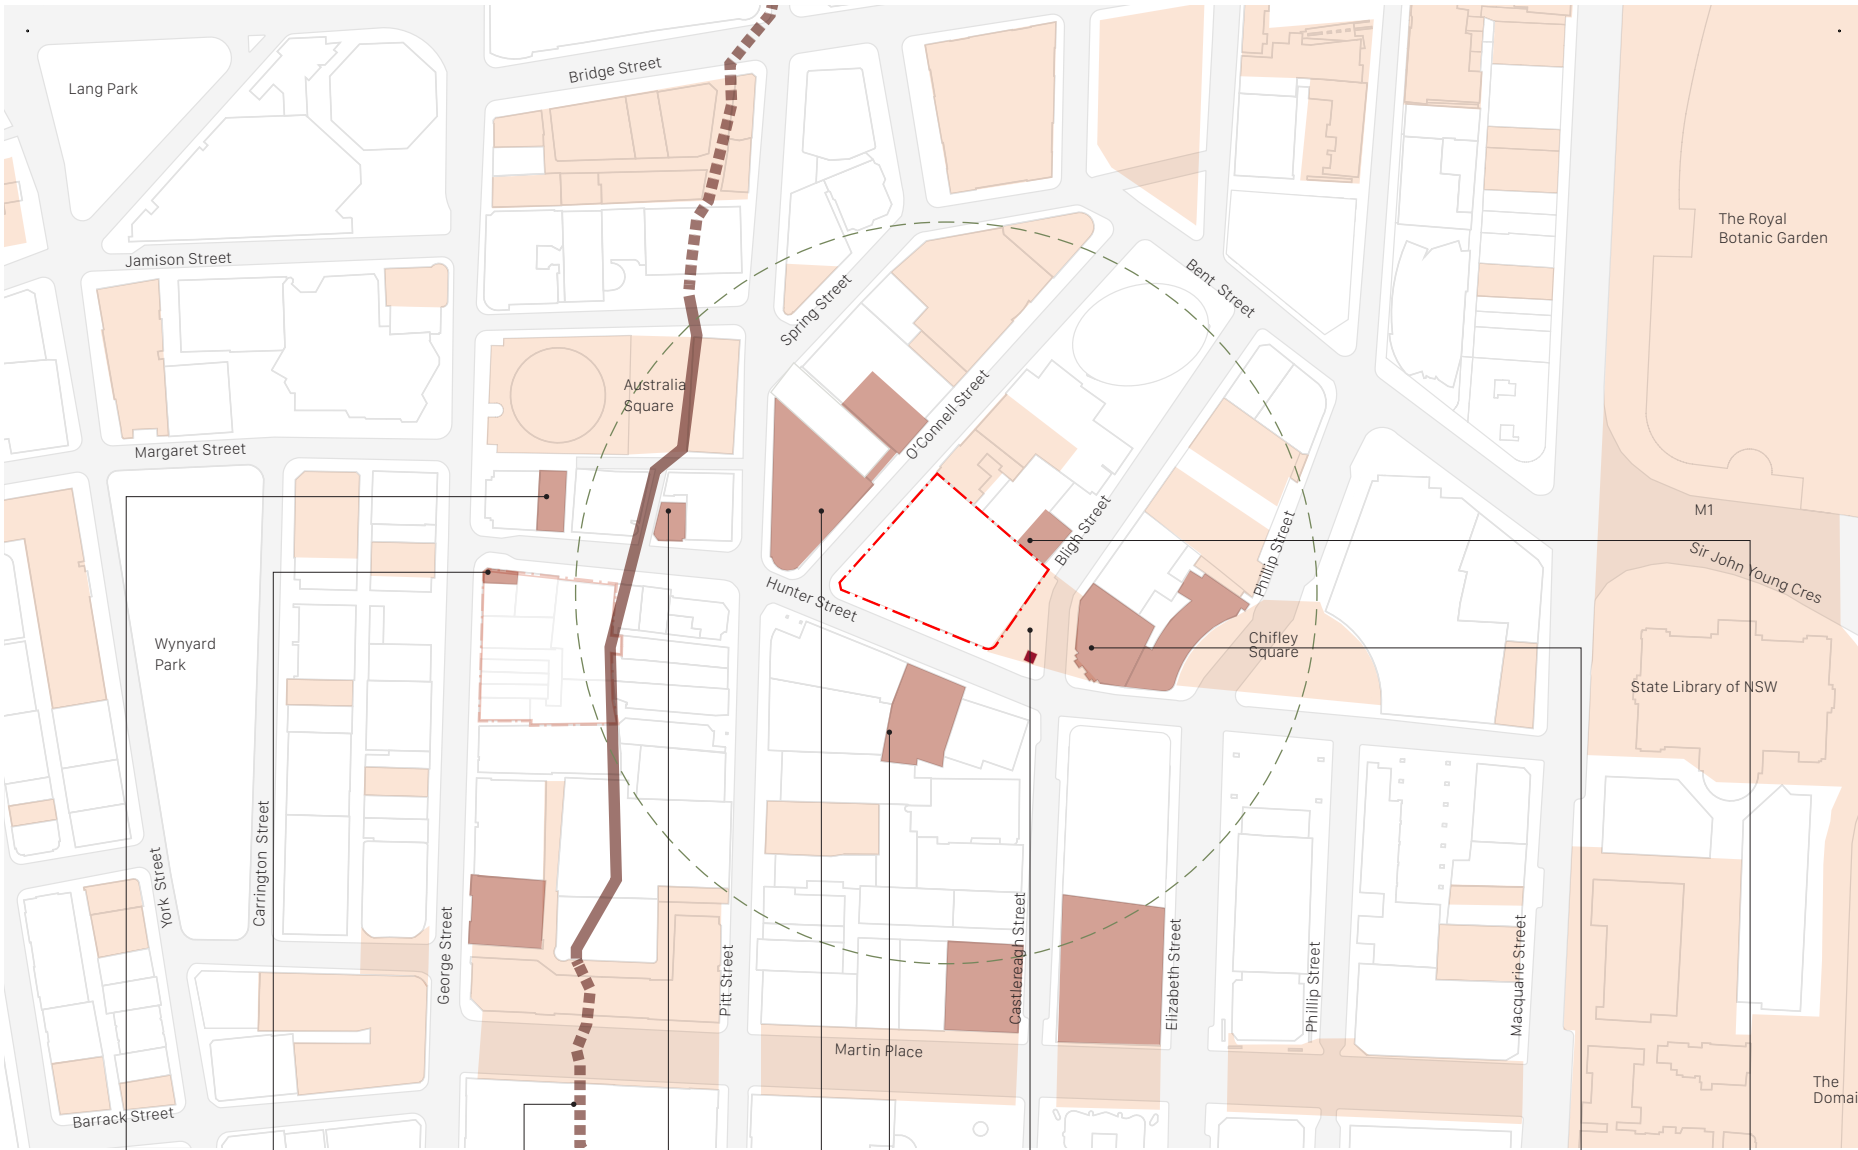 Lang Park
Bridge Street
The Royal
Botanic Garden
Jamison Street
Bent Street
Spring Street
Australia
Square
O'Connell Street
Margaret Street
M1
Bligh Street
Phillip Street
Sir John Young Cres
Hunter Street
Wynyard
Park
Chifley
Square
State Library of NSW
York Street
Carrington Street
George Street
Pitt Street
Castlereagh Street
Elizabeth Street
Phillip Street
Macquarie Street
Martin Place
Barrack Street
The
Domai